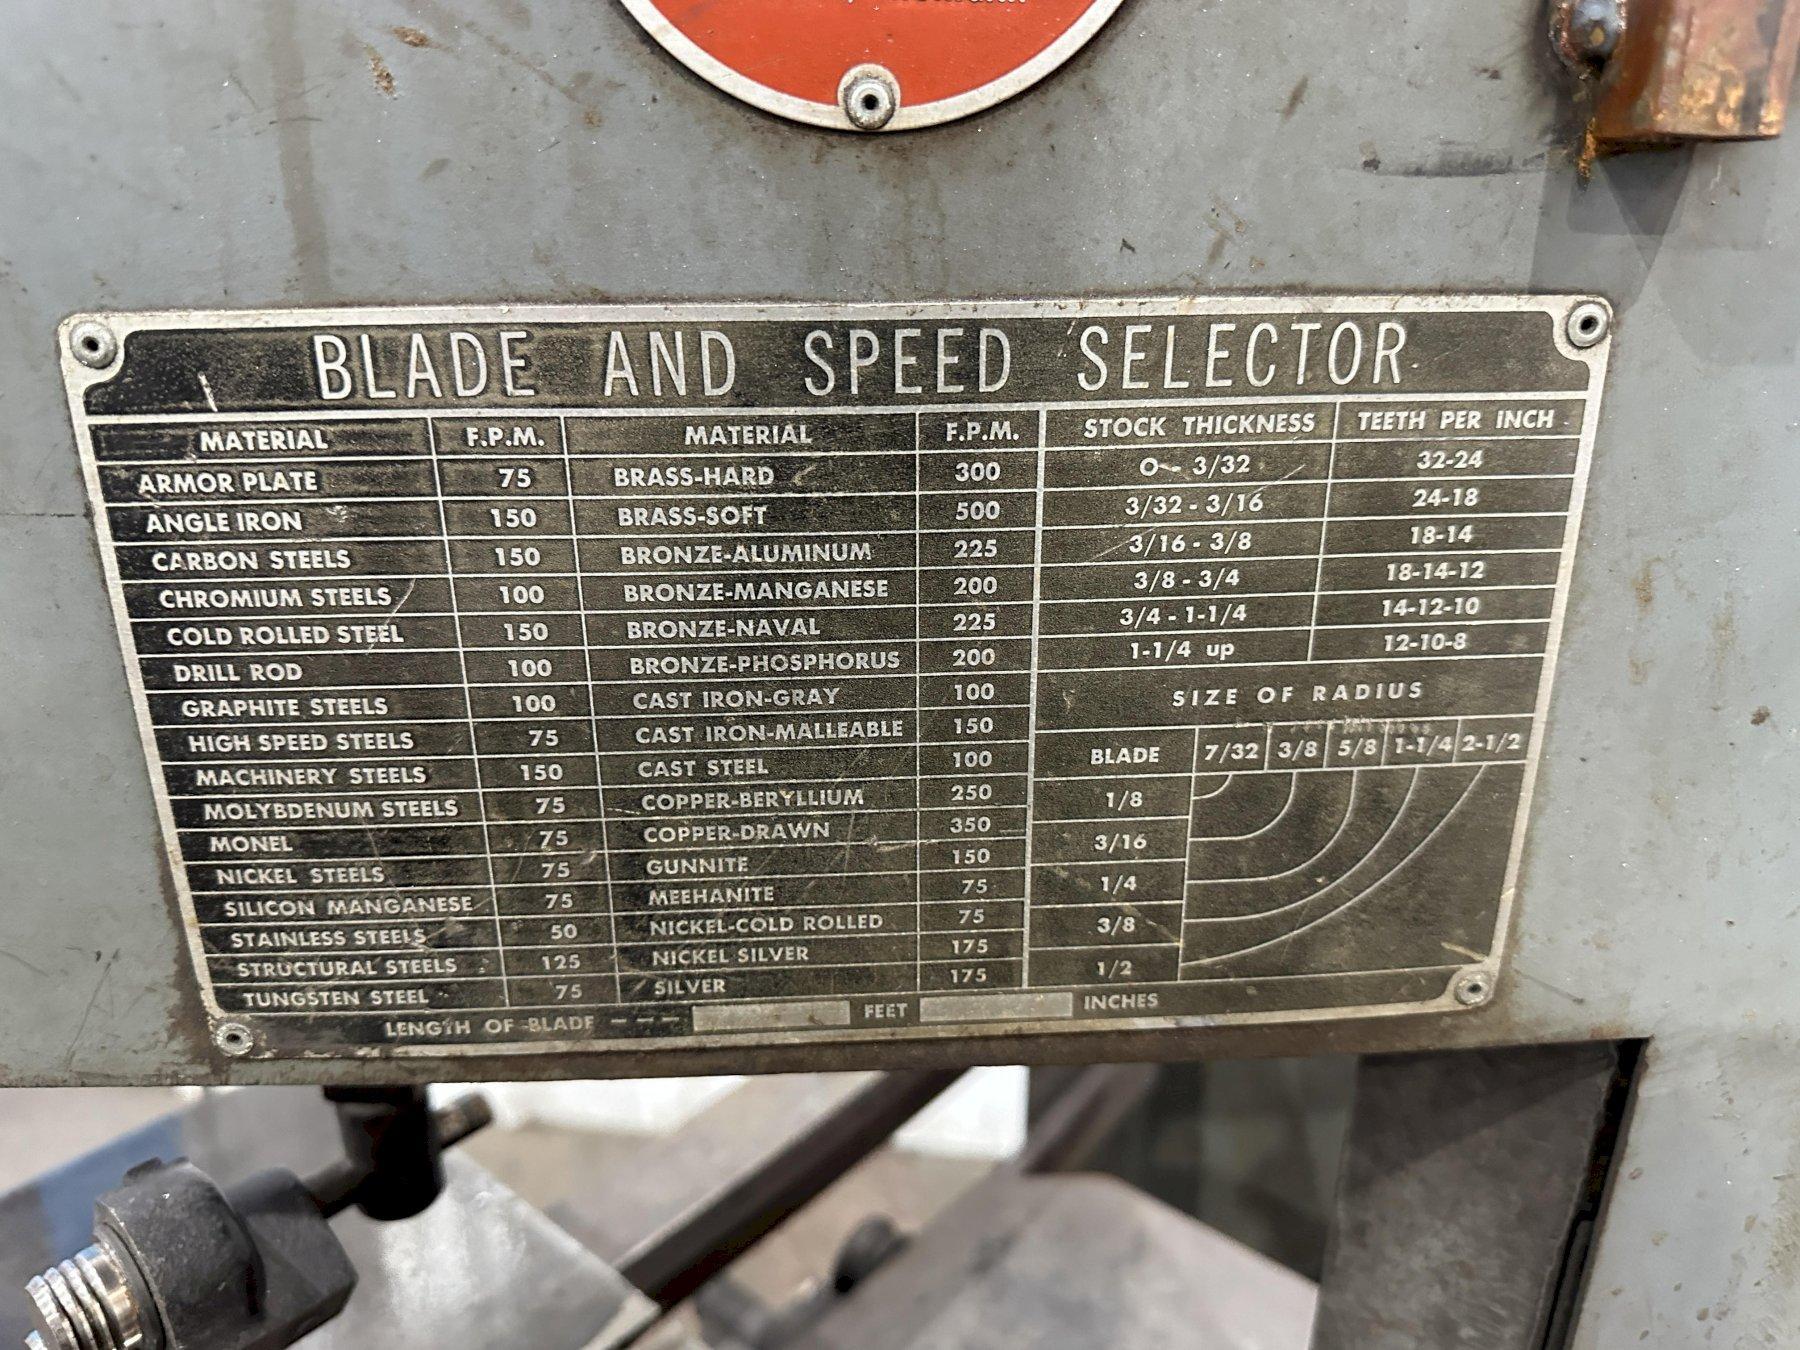 BLADE AND SPEED SELECTOR
MATERIAL F.P.M. MATERIAL F.P.M. STOCK THICKNESS TEETH PER INCH
ARMOR PLATE 75 BRASS-HARD 300 O - 3/32 32-24
ANGLE IRON 150 BRASS-SOFT 500 3/32 - 3/16 24-18
CARBON STEELS 150 BRONZE-ALUMINUM 225 3/16 - 3/8 18-14
CHROMIUM STEELS 100 BRONZE-MANGANESE 200 3/8 - 3/4 18-14-12
COLD ROLLED STEEL 150 BRONZE-NAVAL 225 3/4 - 1-1/4 14-12-10
DRILL ROD 100 BRONZE-PHOSPHORUS 200 1-1/4 up 12-10-8
GRAPHITE STEELS 100 CAST IRON-GRAY 100 SIZE OF RADIUS
HIGH SPEED STEELS 75 CAST IRON-MALLEABLE 150 BLADE 7/32 3/8 5/8 1-1/4 2-1/2
MACHINERY STEELS 150 CAST STEEL 100
MOLYBDENUM STEELS 75 COPPER-BERYLLIUM 250 1/8
MONEL 75 COPPER-DRAWN 350 3/16
NICKEL STEELS 75 GUNNITE 150 1/4
SILICON MANGANESE 75 MEEHANITE 75
STAINLESS STEELS 50 NICKEL-COLD ROLLED 75 3/8
STRUCTURAL STEELS 125 NICKEL SILVER 175 1/2
TUNGSTEN STEEL 75 SILVER 175
LENGTH OF BLADE --- FEET INCHES